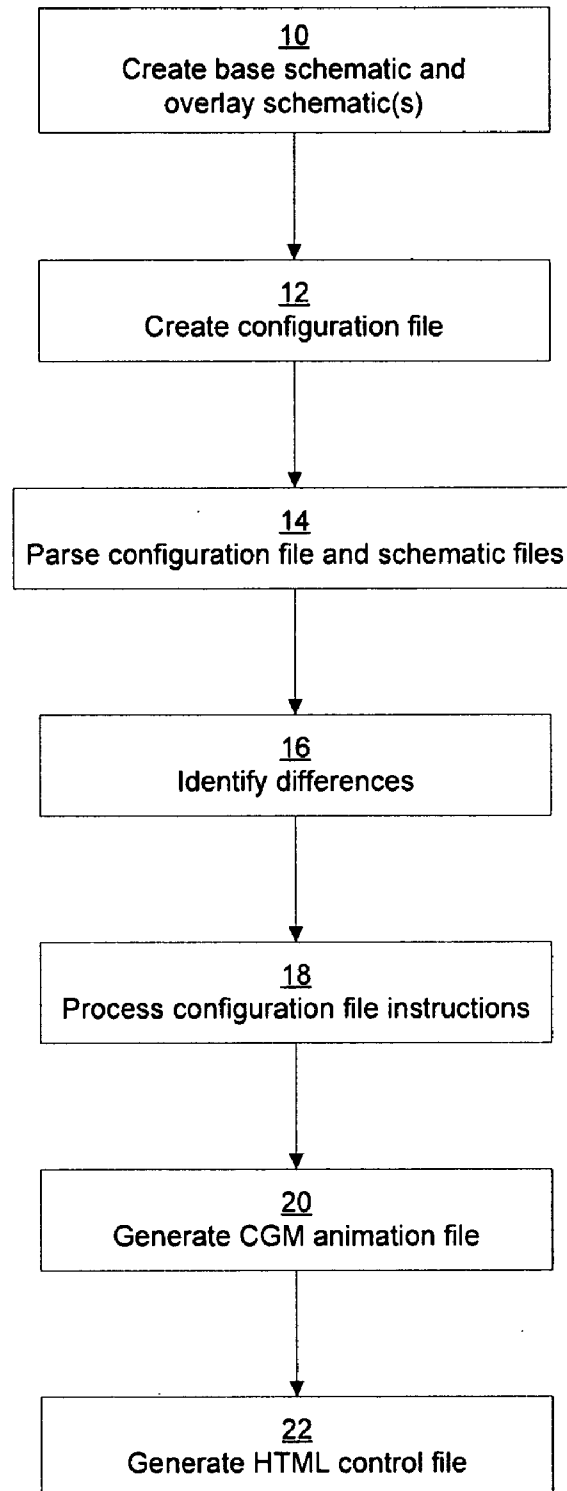 10
Create base schematic and
overlay schematic(s)
12
Create configuration file
14
Parse configuration file and schematic files
16
Identify differences
18
Process configuration file instructions
20
Generate CGM animation file
22
Generate HTML control file